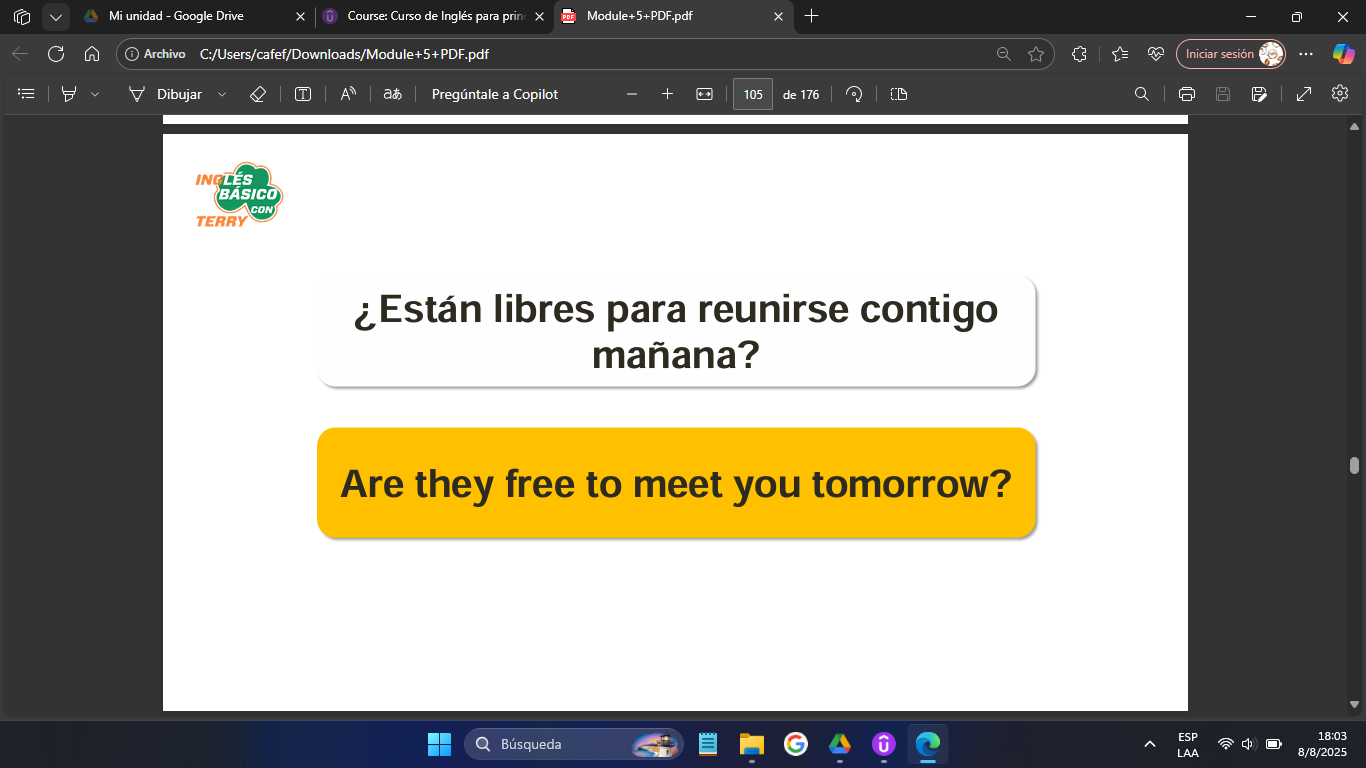 Mi unidad - Google Drive
Course: Curso de Inglés para prin
Module+5+PDF.pdf
Archivo
C:/Users/cafef/Downloads/Module+5+PDF.pdf
Iniciar sesión
Dibujar
aあ
Pregúntale a Copilot
105 de 176
INGLÉS
BÁSICO
CON
TERRY
¿Están libres para reunirse contigo
mañana?
Are they free to meet you tomorrow?
Búsqueda
ESP
LAA
18:03
8/8/2025